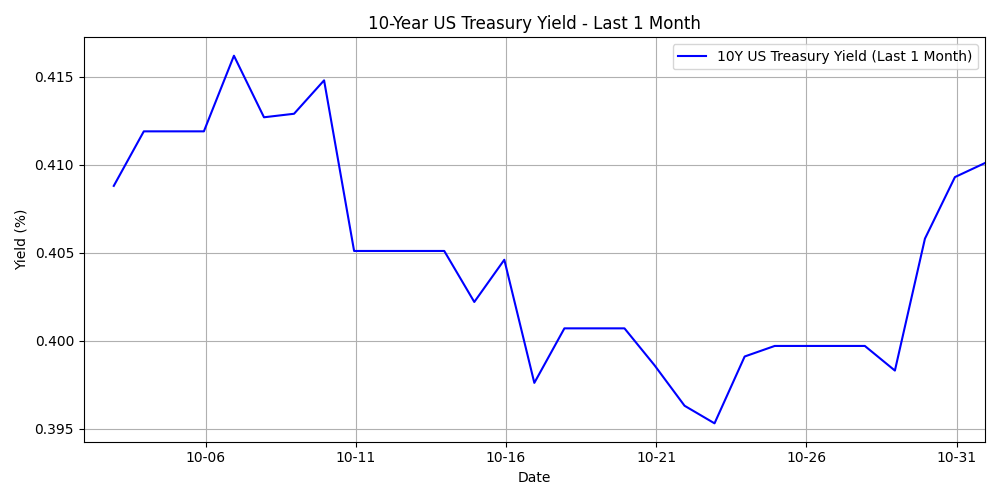 10-Year US Treasury Yield - Last 1 Month
10Y US Treasury Yield (Last 1 Month)
Yield (%)
0.415
0.410
0.405
0.400
0.395
10-06 10-11 10-16 10-21 10-26 10-31
Date